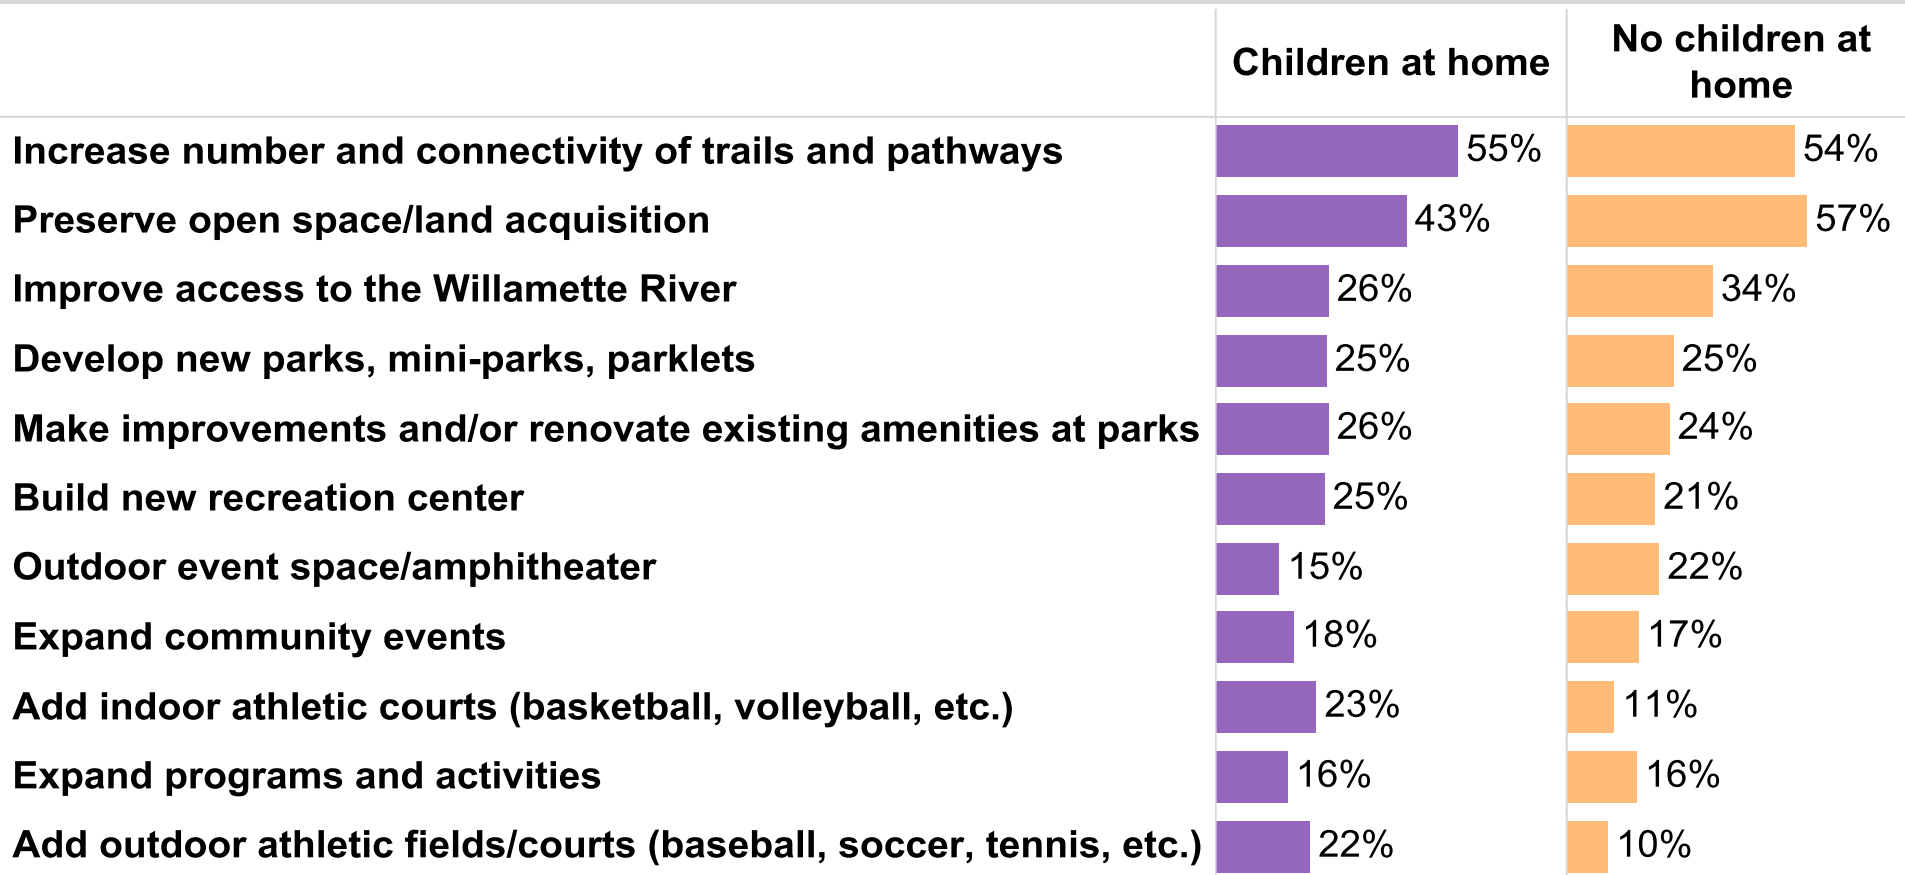 Children at home
No children at
home
Increase number and connectivity of trails and pathways 55% 54%
Preserve open space/land acquisition 43% 57%
Improve access to the Willamette River 26% 34%
Develop new parks, mini-parks, parklets 25% 25%
Make improvements and/or renovate existing amenities at parks 26% 24%
Build new recreation center 25% 21%
Outdoor event space/amphitheater 15% 22%
Expand community events 18% 17%
Add indoor athletic courts (basketball, volleyball, etc.) 23% 11%
Expand programs and activities 16% 16%
Add outdoor athletic fields/courts (baseball, soccer, tennis, etc.) 22% 10%